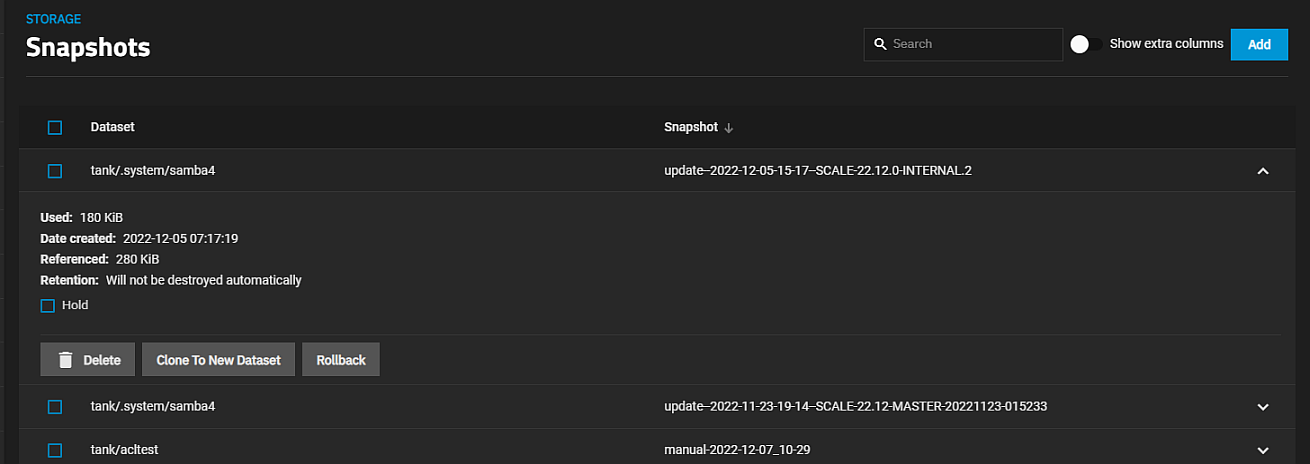 STORAGE
Snapshots
Search
Show extra columns
Add
Dataset Snapshot
tank/.system/samba4 update--2022-12-05-15-17--SCALE-22.12.0-INTERNAL.2
Used: 180 KiB
Date created: 2022-12-05 07:17:19
Referenced: 280 KiB
Retention: Will not be destroyed automatically
Hold
Delete Clone To New Dataset Rollback
tank/.system/samba4 update--2022-11-23-19-14--SCALE-22.12-MASTER-20221123-015233
tank/acltest manual-2022-12-07_10-29